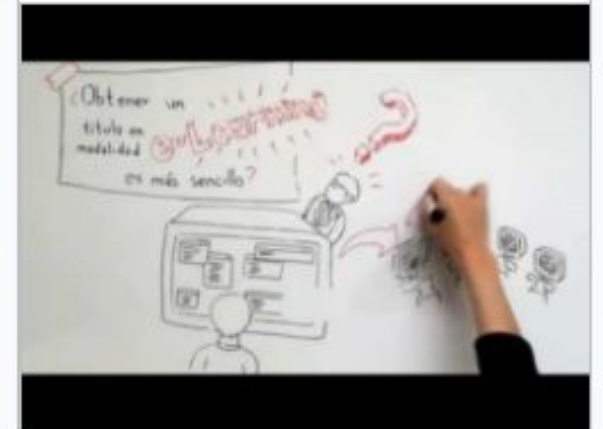 ¿Obtener un
título en e-Learning
modalidad
es más sencillo?
?